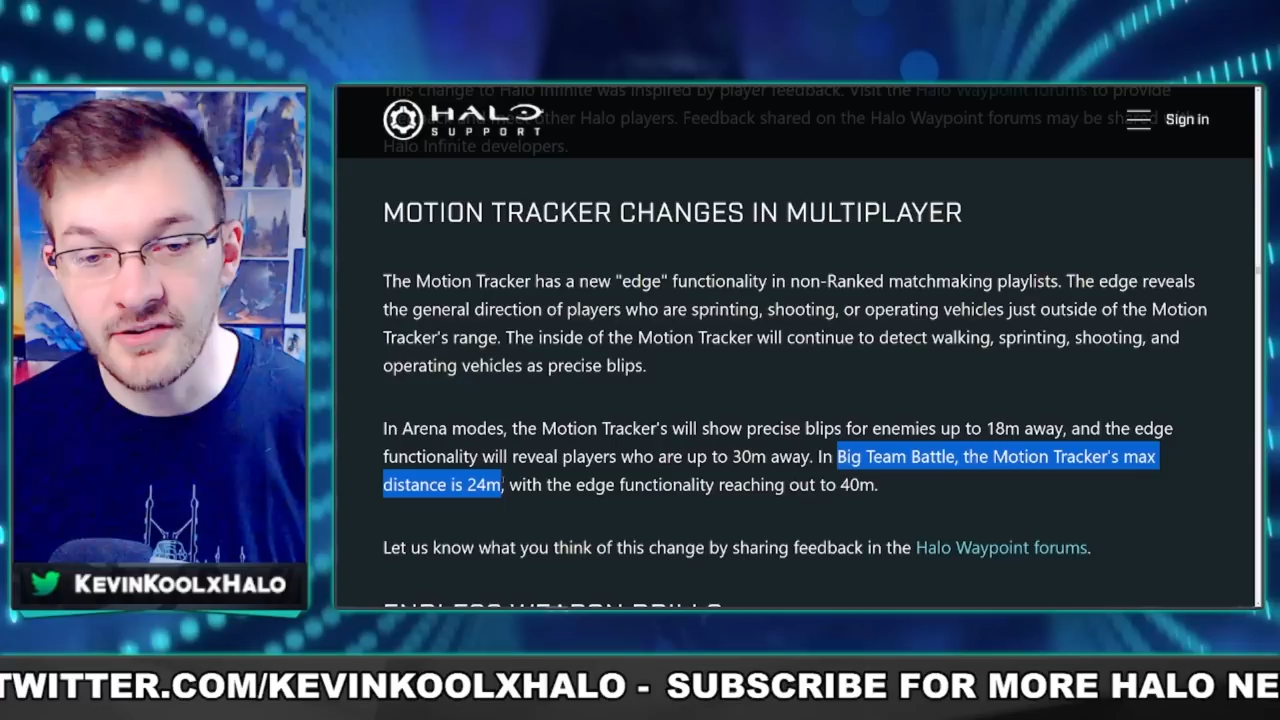 This change to Halo Infinite was inspired by player feedback. Visit the Halo Waypoint forums to provide
other Halo players. Feedback shared on the Halo Waypoint forums may be shared
Halo Infinite developers.
HALO
SUPPORT
Sign in
MOTION TRACKER CHANGES IN MULTIPLAYER
The Motion Tracker has a new "edge" functionality in non-Ranked matchmaking playlists. The edge reveals
the general direction of players who are sprinting, shooting, or operating vehicles just outside of the Motion
Tracker's range. The inside of the Motion Tracker will continue to detect walking, sprinting, shooting, and
operating vehicles as precise blips.
In Arena modes, the Motion Tracker's will show precise blips for enemies up to 18m away, and the edge
functionality will reveal players who are up to 30m away. In Big Team Battle, the Motion Tracker's max
distance is 24m, with the edge functionality reaching out to 40m.
Let us know what you think of this change by sharing feedback in the Halo Waypoint forums.
ENDLESS WEAPON DRILLS
KEVINKOOLXHALO
TWITTER.COM/KEVINKOOLXHALO - SUBSCRIBE FOR MORE HALO NE